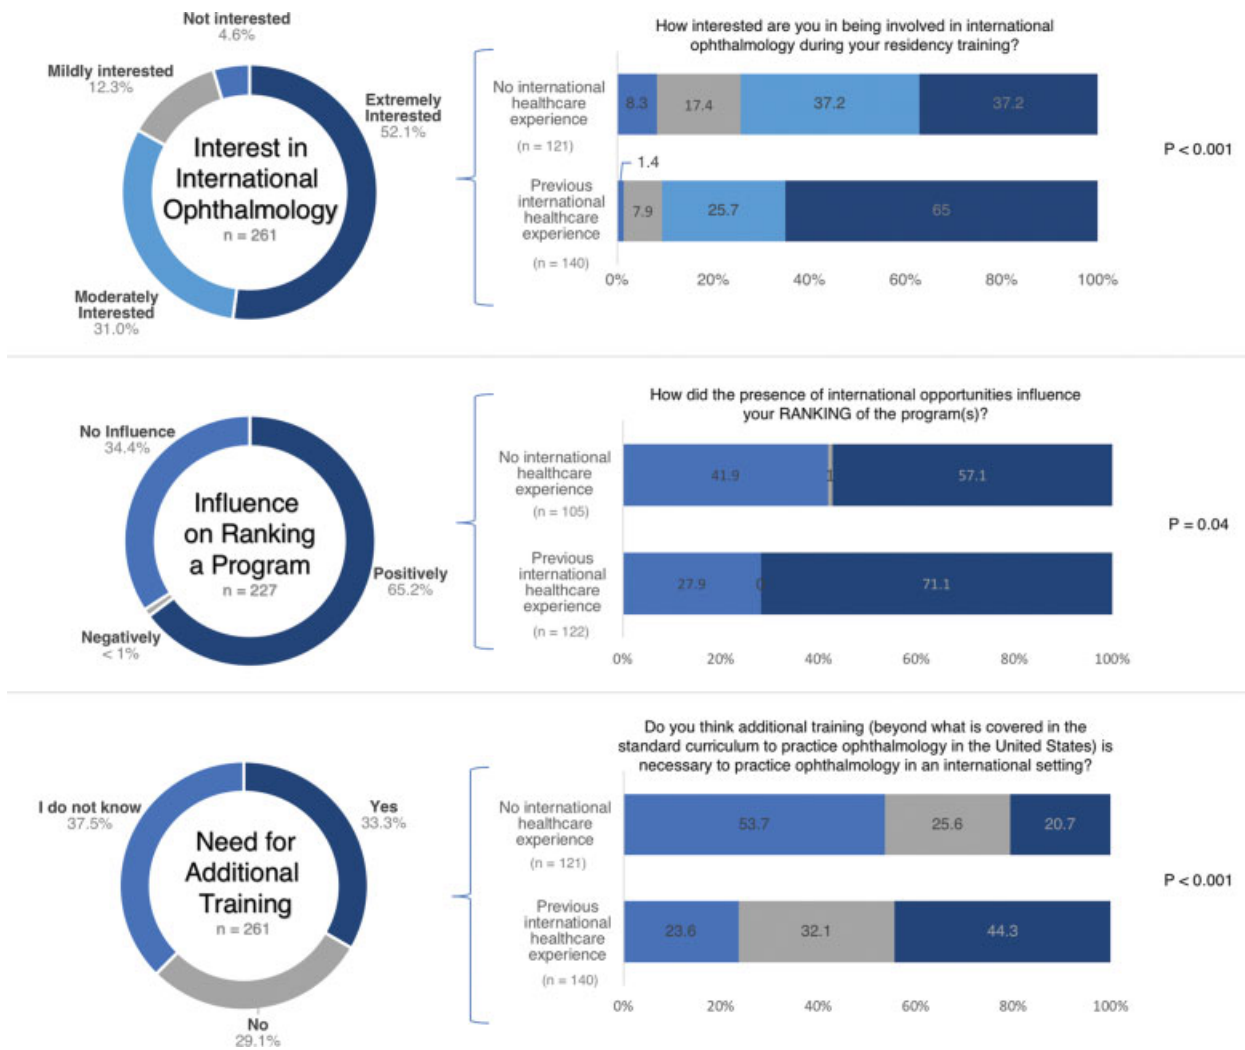 Not interested
4.6%
Mildly interested
12.3%
Extremely
Interested
52.1%
Interest in
International
Ophthalmology
n = 261
Moderately
Interested
31.0%
How interested are you in being involved in international
ophthalmology during your residency training?
No international
healthcare
experience
(n = 121)
8.3
17.4
37.2
37.2
1.4
Previous
international
healthcare
experience
(n = 140)
7.9
25.7
65
0%
20%
40%
60%
80%
100%
P < 0.001
No Influence
34.4%
Influence
on Ranking
a Program
n = 227
Positively
65.2%
Negatively
< 1%
How did the presence of international opportunities influence
your RANKING of the program(s)?
No international
healthcare
experience
(n = 105)
41.9
1
57.1
Previous
international
healthcare
experience
(n = 122)
27.9
0
71.1
0%
20%
40%
60%
80%
100%
P = 0.04
I do not know
37.5%
Yes
33.3%
Need for
Additional
Training
n = 261
No
29.1%
Do you think additional training (beyond what is covered in the
standard curriculum to practice ophthalmology in the United States) is
necessary to practice ophthalmology in an international setting?
No international
healthcare
experience
(n = 121)
53.7
25.6
20.7
Previous
international
healthcare
experience
(n = 140)
23.6
32.1
44.3
0%
20%
40%
60%
80%
100%
P < 0.001